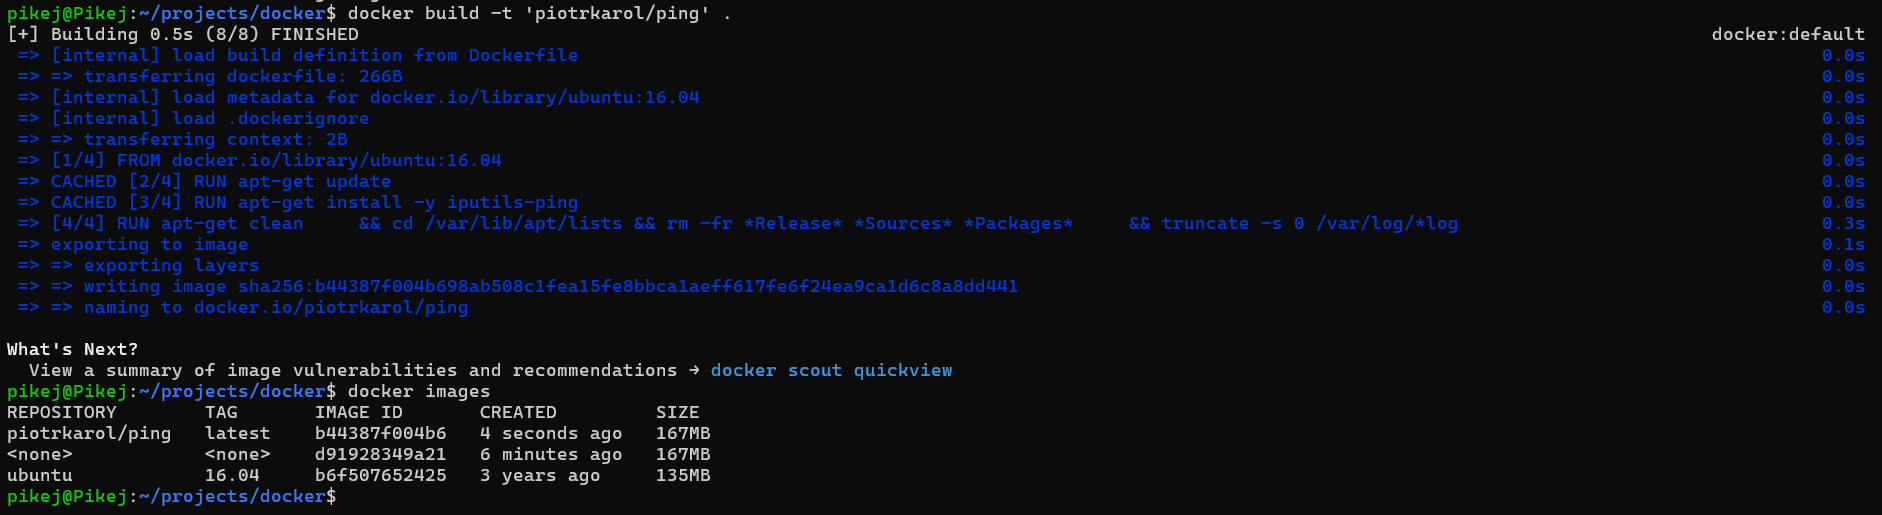 pikej@Pikej:~/projects/docker$ docker build -t 'piotrkarol/ping' .
[+] Building 0.5s (8/8) FINISHED docker:default
=> [internal] load build definition from Dockerfile 0.0s
=> => transferring dockerfile: 266B 0.0s
=> [internal] load metadata for docker.io/library/ubuntu:16.04 0.0s
=> [internal] load .dockerignore 0.0s
=> => transferring context: 2B 0.0s
=> [1/4] FROM docker.io/library/ubuntu:16.04 0.0s
=> CACHED [2/4] RUN apt-get update 0.0s
=> CACHED [3/4] RUN apt-get install -y iputils-ping 0.0s
=> [4/4] RUN apt-get clean     && cd /var/lib/apt/lists && rm -fr *Release* *Sources* *Packages*     && truncate -s 0 /var/log/*log 0.3s
=> exporting to image 0.1s
=> => exporting layers 0.0s
=> => writing image sha256:b44387f004b698ab508c1fea15fe8bbca1aeff617fe6f24ea9ca1d6c8a8dd441 0.0s
=> => naming to docker.io/piotrkarol/ping 0.0s
What's Next?
View a summary of image vulnerabilities and recommendations → docker scout quickview
pikej@Pikej:~/projects/docker$ docker images
REPOSITORY TAG IMAGE ID CREATED SIZE
piotrkarol/ping latest b44387f004b6 4 seconds ago 167MB
<none> <none> d91928349a21 6 minutes ago 167MB
ubuntu 16.04 b6f507652425 3 years ago 135MB
pikej@Pikej:~/projects/docker$